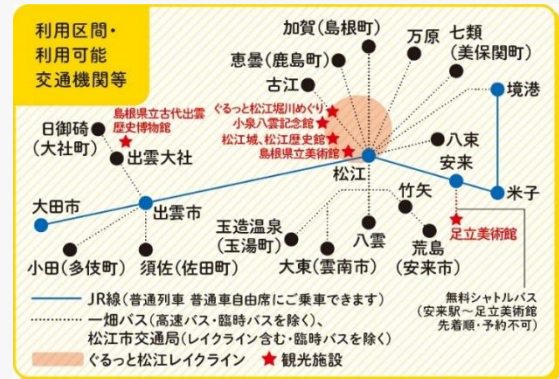 利用区間・
利用可能
交通機関等
加賀(島根町)
恵曇(鹿島町)
古江
万原
七類
(美保関町)
境港
ぐるっと松江堀川めぐり
小泉八雲記念館
松江城、松江歴史館
島根県立美術館
八束
松江
安来
米子
島根県立古代出雲
歴史博物館
日御碕
(大社町)
出雲大社
大田市
出雲市
小田(多伎町)
須佐(佐田町)
玉造温泉
(玉湯町)
大東(雲南市)
八雲
竹矢
荒島
(安来市)
足立美術館
無料シャトルバス
(安来駅〜足立美術館
先着順・予約不可)
JR線(普通列車 普通車自由席にご乗車できます)
一畑バス(高速バス・臨時バスを除く)、
松江市交通局(レイクライン含む・臨時バスを除く)
ぐるっと松江レイクライン
観光施設